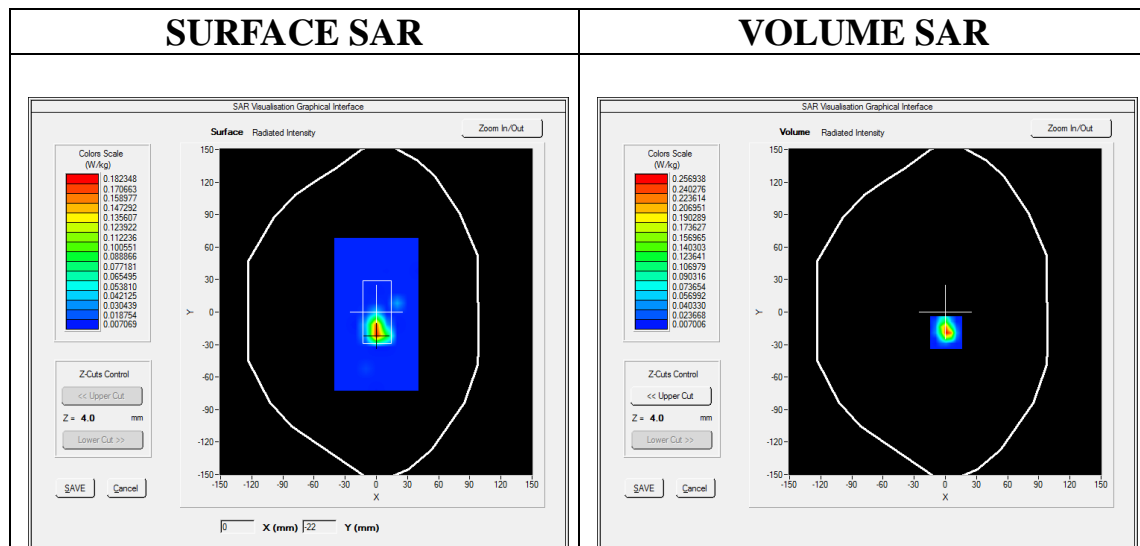 SURFACE SAR
VOLUME SAR
SAR Visualisation Graphical Interface
Surface Radiated Intensity
Zoom In/Out
Colors Scale
(W/kg)
0.182348
0.170663
0.158977
0.147292
0.135607
0.123922
0.112236
0.100551
0.088866
0.077181
0.065495
0.053810
0.042125
0.030439
0.018754
0.007069
Z-Cuts Control
<< Upper Cut
Z = 4.0 mm
Lower Cut >>
SAVE Cancel
150
120
90
60
30
0
-30
-60
-90
-120
-150
Y
-150 -120 -90 -60 -30 0 30 60 90 120 150
X
0 X (mm) -22 Y (mm)
SAR Visualisation Graphical Interface
Volume Radiated Intensity
Zoom In/Out
Colors Scale
(W/kg)
0.256938
0.240276
0.223614
0.206951
0.190289
0.173627
0.156965
0.140303
0.123641
0.106979
0.090316
0.073654
0.056992
0.040330
0.023668
0.007006
Z-Cuts Control
<< Upper Cut
Z = 4.0 mm
Lower Cut >>
SAVE Cancel
150
120
90
60
30
0
-30
-60
-90
-120
-150
Y
-150 -120 -90 -60 -30 0 30 60 90 120 150
X